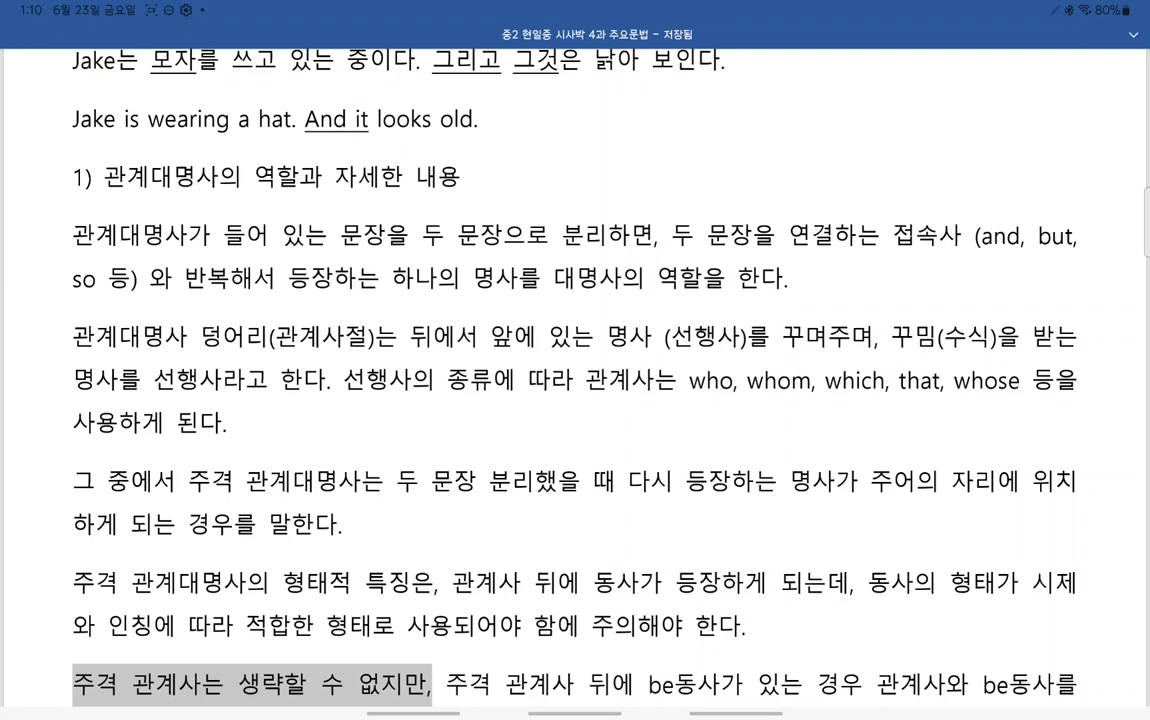 1:10 6월 23일 금요일
80%
중2 현일중 시사박 4과 주요문법 – 저장됨
Jake는 모자를 쓰고 있는 중이다. 그리고 그것은 낡아 보인다.
Jake is wearing a hat. And it looks old.
1) 관계대명사의 역할과 자세한 내용
관계대명사가 들어 있는 문장을 두 문장으로 분리하면, 두 문장을 연결하는 접속사 (and, but,
so 등) 와 반복해서 등장하는 하나의 명사를 대명사의 역할을 한다.
관계대명사 덩어리(관계사절)는 뒤에서 앞에 있는 명사 (선행사)를 꾸며주며, 꾸밈(수식)을 받는
명사를 선행사라고 한다. 선행사의 종류에 따라 관계사는 who, whom, which, that, whose 등을
사용하게 된다.
그 중에서 주격 관계대명사는 두 문장 분리했을 때 다시 등장하는 명사가 주어의 자리에 위치
하게 되는 경우를 말한다.
주격 관계대명사의 형태적 특징은, 관계사 뒤에 동사가 등장하게 되는데, 동사의 형태가 시제
와 인칭에 따라 적합한 형태로 사용되어야 함에 주의해야 한다.
주격 관계사는 생략할 수 없지만, 주격 관계사 뒤에 be동사가 있는 경우 관계사와 be동사를